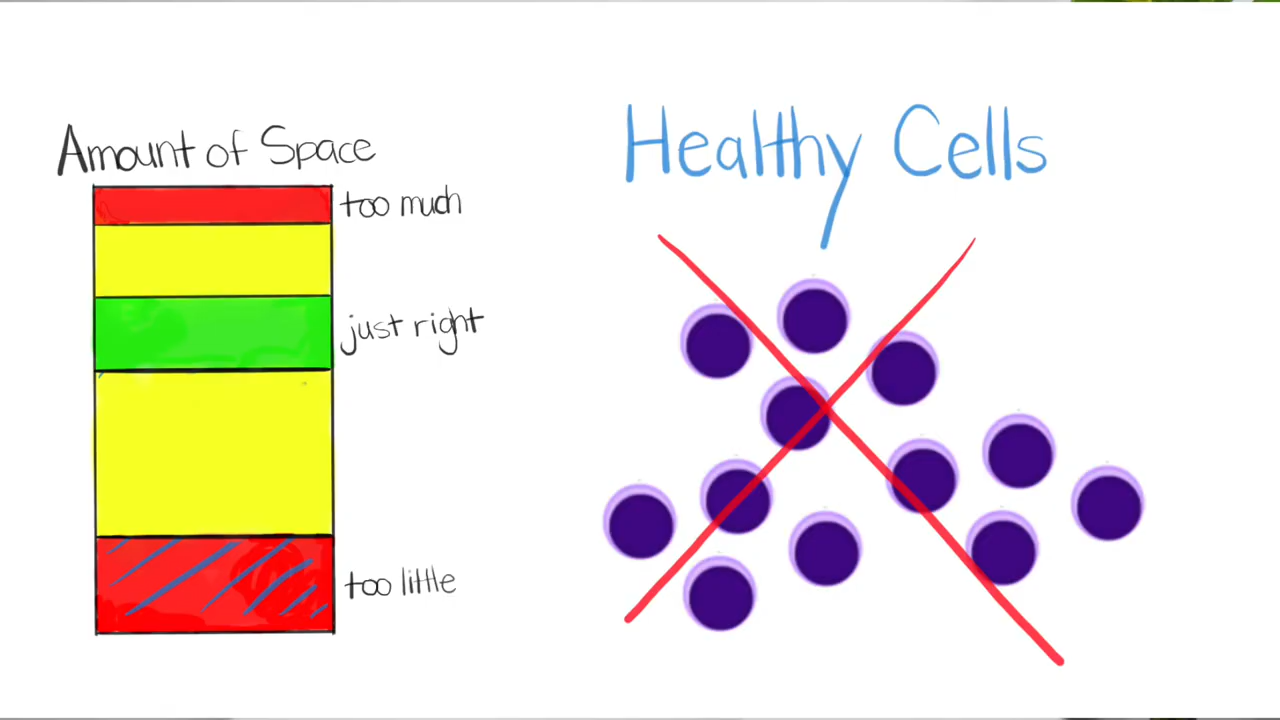 Amount of Space
too much
just right
too little
Healthy Cells